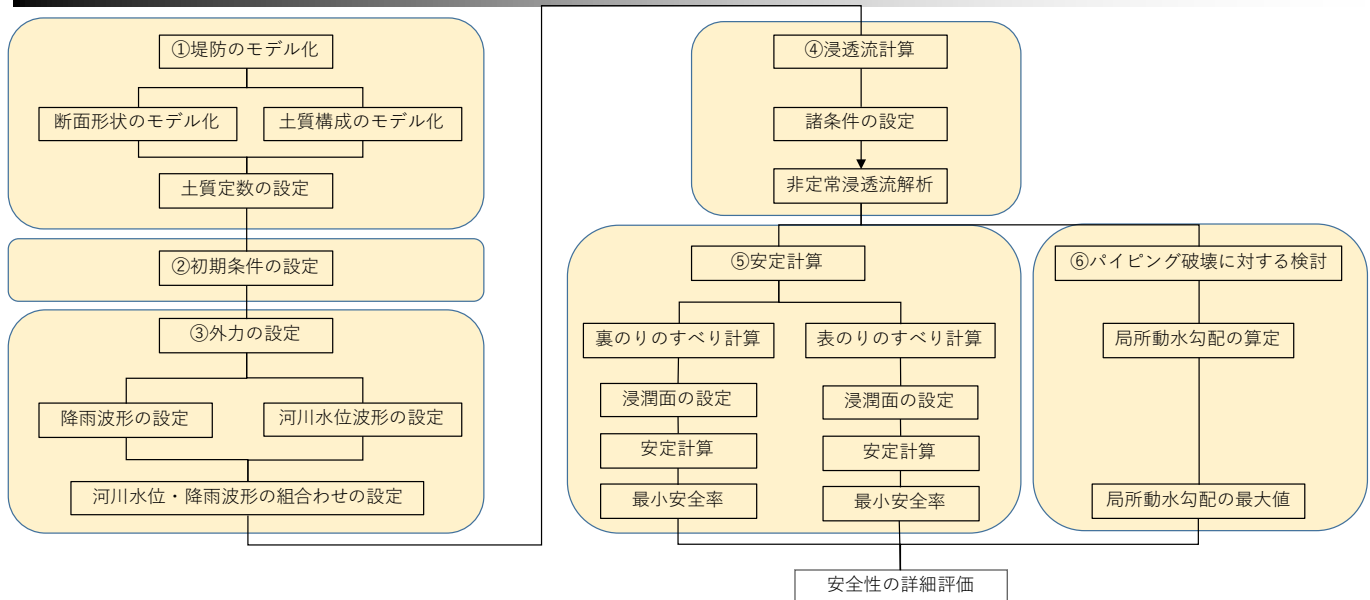 ①堤防のモデル化
断面形状のモデル化
土質構成のモデル化
土質定数の設定
②初期条件の設定
③外力の設定
降雨波形の設定
河川水位波形の設定
河川水位・降雨波形の組合わせの設定
④浸透流計算
諸条件の設定
非定常浸透流解析
⑤安定計算
裏のりのすべり計算
表のりのすべり計算
浸潤面の設定
浸潤面の設定
安定計算
安定計算
最小安全率
最小安全率
⑥パイピング破壊に対する検討
局所動水勾配の算定
局所動水勾配の最大値
安全性の詳細評価